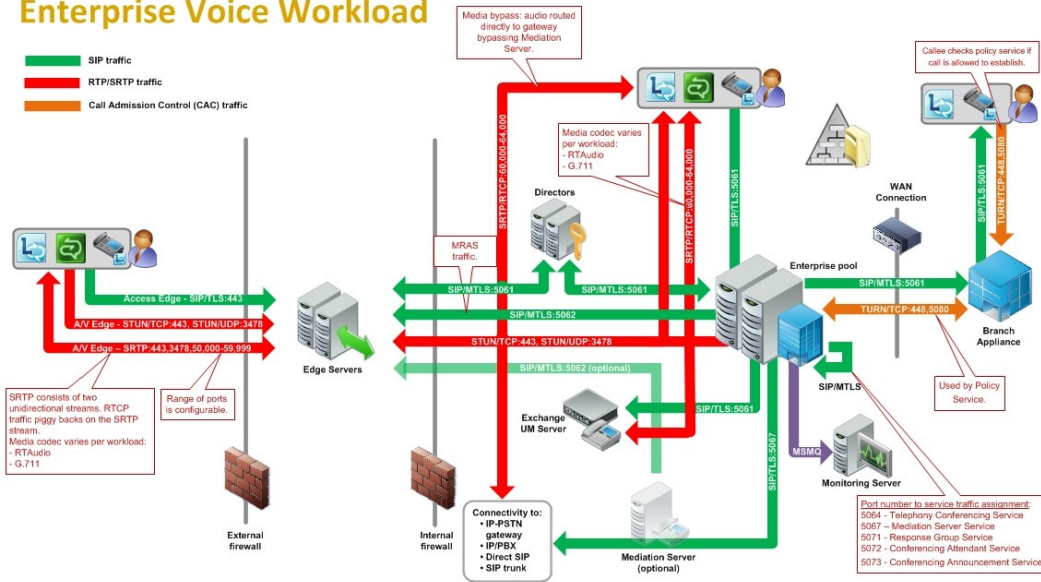 Enterprise Voice Workload
SIP traffic
RTP/SRTP traffic
Call Admission Control (CAC) traffic
Media bypass: audio routed
directly to gateway
bypassing Mediation
Server.
Callee checks policy service if
call is allowed to establish.
Media codec varies
per workload:
- RTAudio
- G.711
SRTP/RTCP:60,000-64,000
SRTP/RTCP:60,000-64,000
SIP/TLS:5061
SIP/TLS:5061
TURN/TCP:448,5080
WAN
Connection
Directors
MRAS
traffic.
Enterprise pool
Access Edge - SIP/TLS:443
A/V Edge - STUN/TCP:443, STUN/UDP:3478
A/V Edge – SRTP:443,3478,50,000-59,999
SIP/MTLS:5061
SIP/MTLS:5061
SIP/MTLS:5061
SIP/MTLS:5062
TURN/TCP:448,5080
STUN/TCP:443, STUN/UDP:3478
SIP/MTLS:5062 (optional)
Edge Servers
Branch
Appliance
SRTP consists of two
unidirectional streams. RTCP
traffic piggy backs on the SRTP
stream.
Media codec varies per workload:
- RTAudio
- G.711
Range of ports
is configurable.
SIP/MTLS
Used by Policy
Service.
Exchange
UM Server
SIP/TLS:5061
SIP/TLS:5067
MSMQ
Monitoring Server
External
firewall
Internal
firewall
Connectivity to:
• IP-PSTN
gateway
• IP/PBX
• Direct SIP
• SIP trunk
Mediation Server
(optional)
Port number to service traffic assignment:
5064 - Telephony Conferencing Service
5067 – Mediation Server Service
5071 - Response Group Service
5072 - Conferencing Attendant Service
5073 - Conferencing Announcement Service